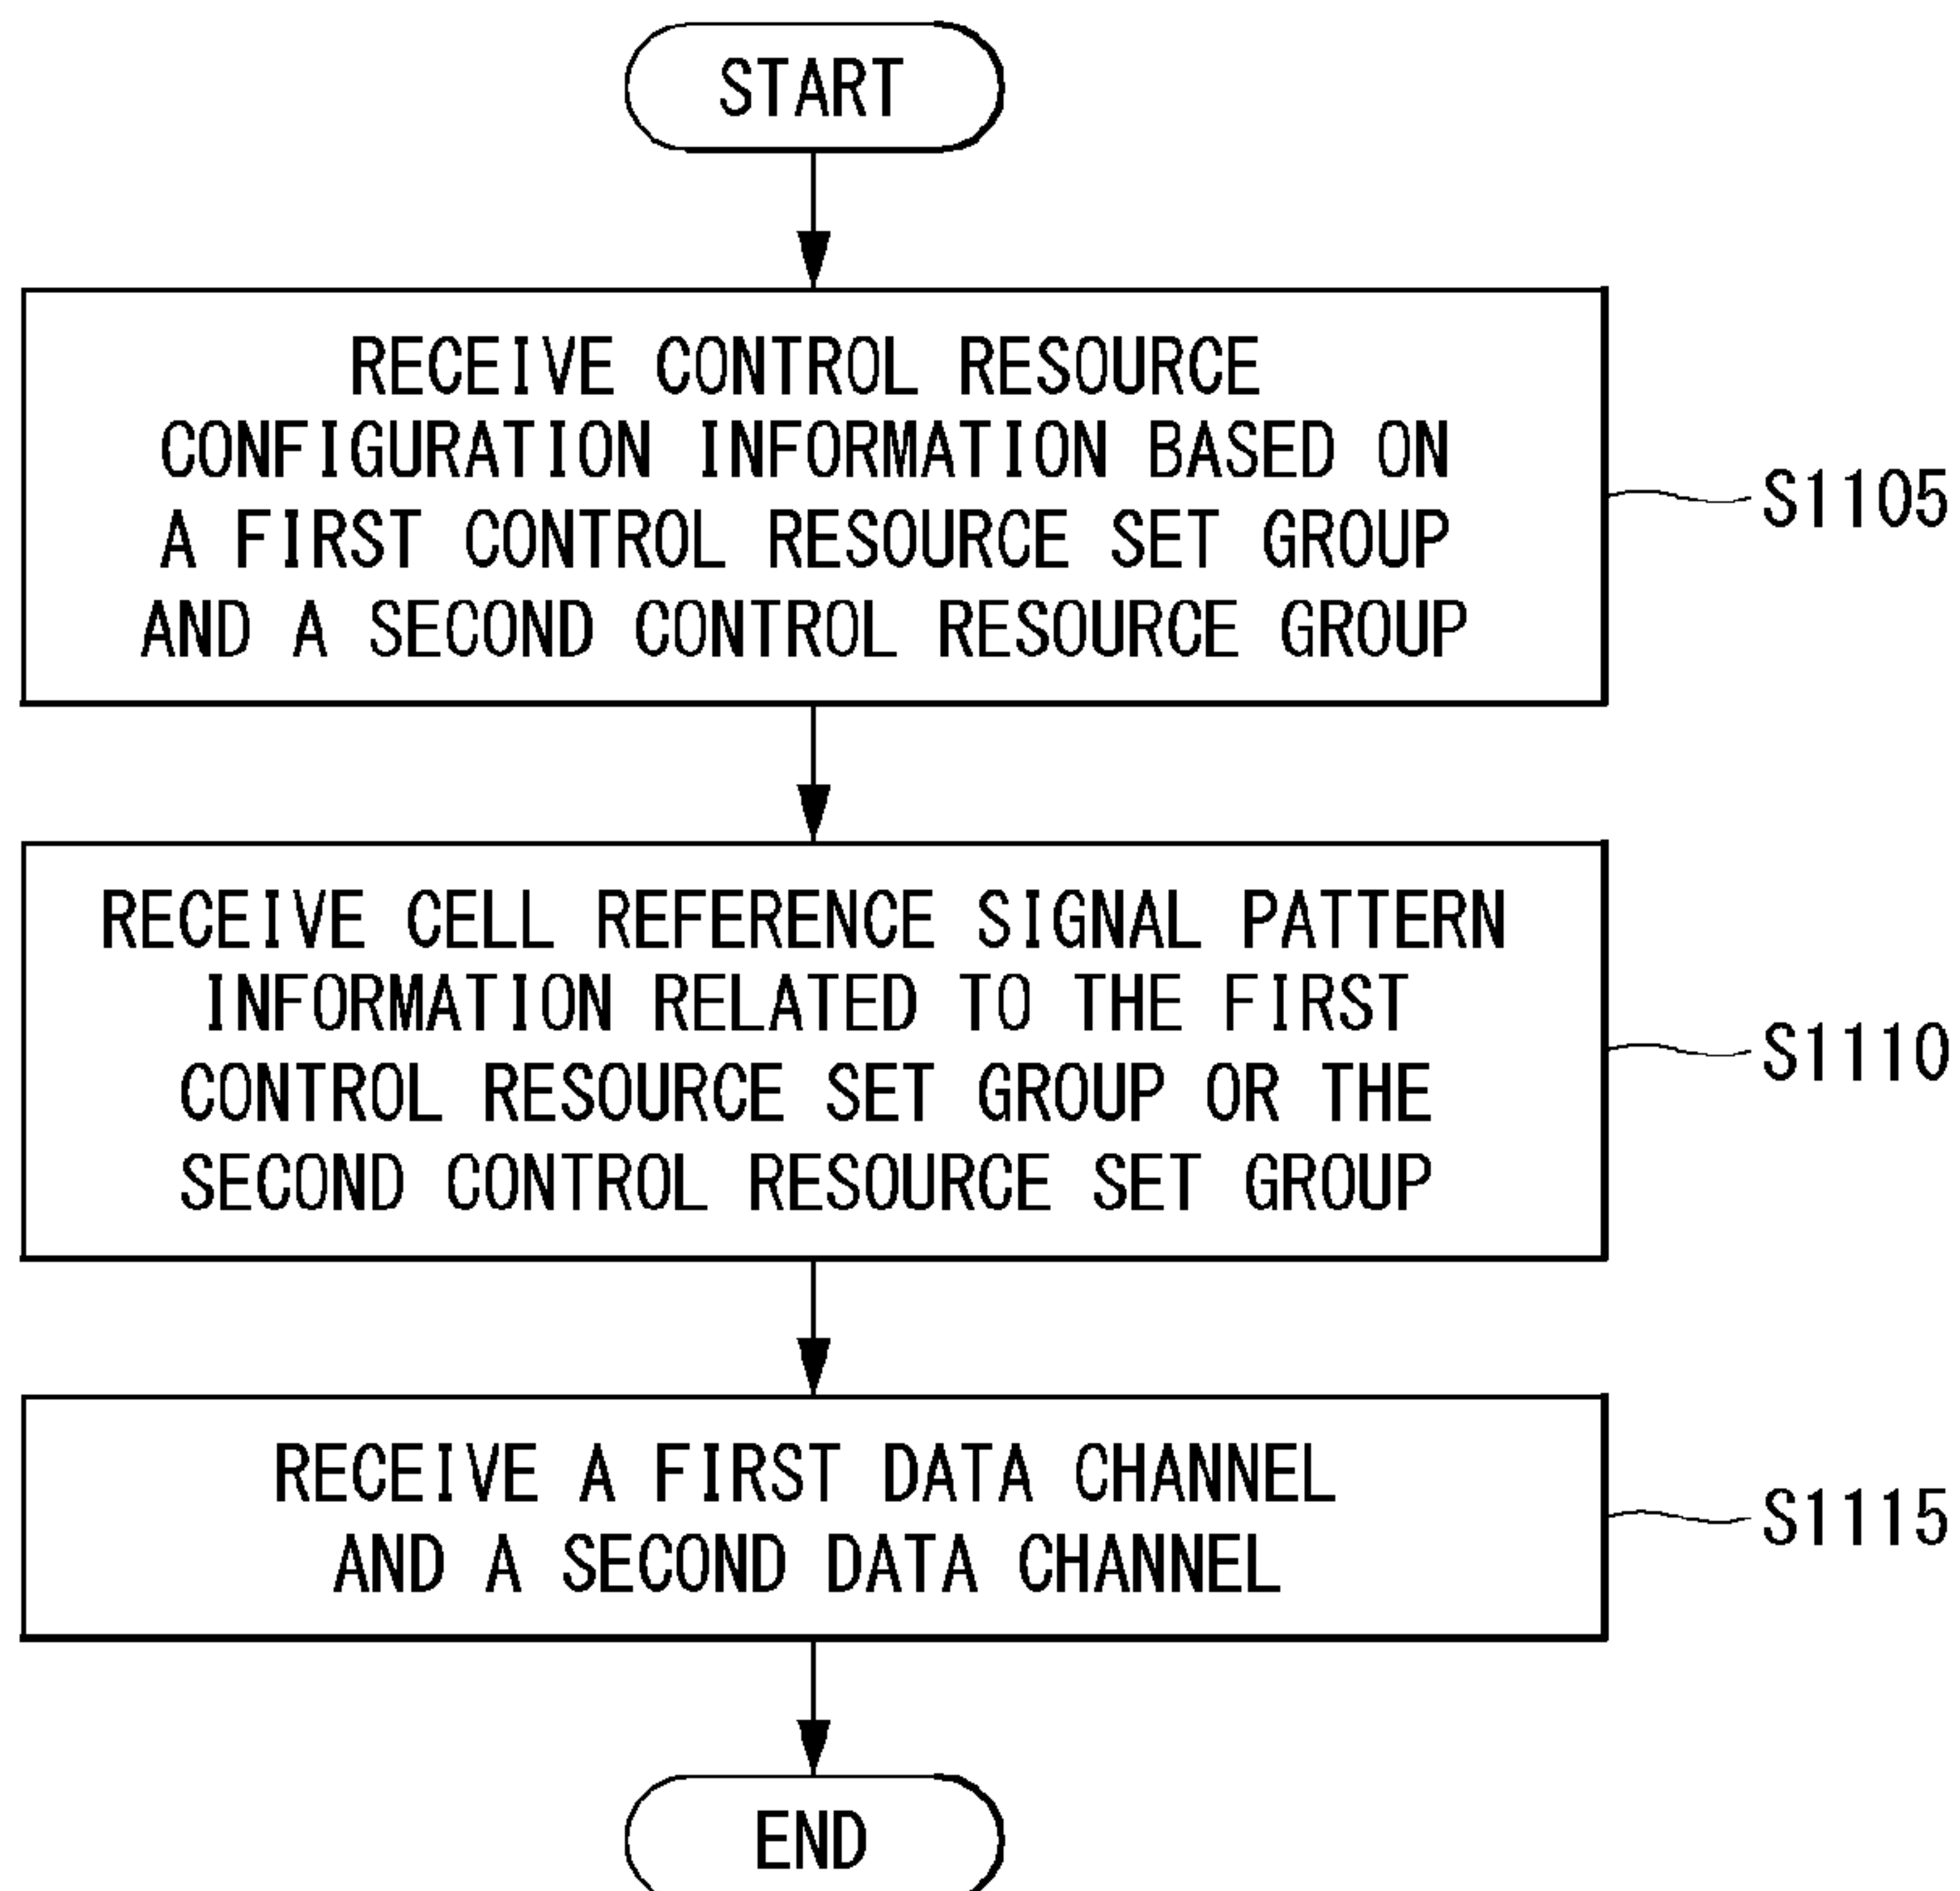 START
RECEIVE CONTROL RESOURCE
CONFIGURATION INFORMATION BASED ON
A FIRST CONTROL RESOURCE SET GROUP
AND A SECOND CONTROL RESOURCE GROUP
S1105
RECEIVE CELL REFERENCE SIGNAL PATTERN
INFORMATION RELATED TO THE FIRST
CONTROL RESOURCE SET GROUP OR THE
SECOND CONTROL RESOURCE SET GROUP
S1110
RECEIVE A FIRST DATA CHANNEL
AND A SECOND DATA CHANNEL
S1115
END